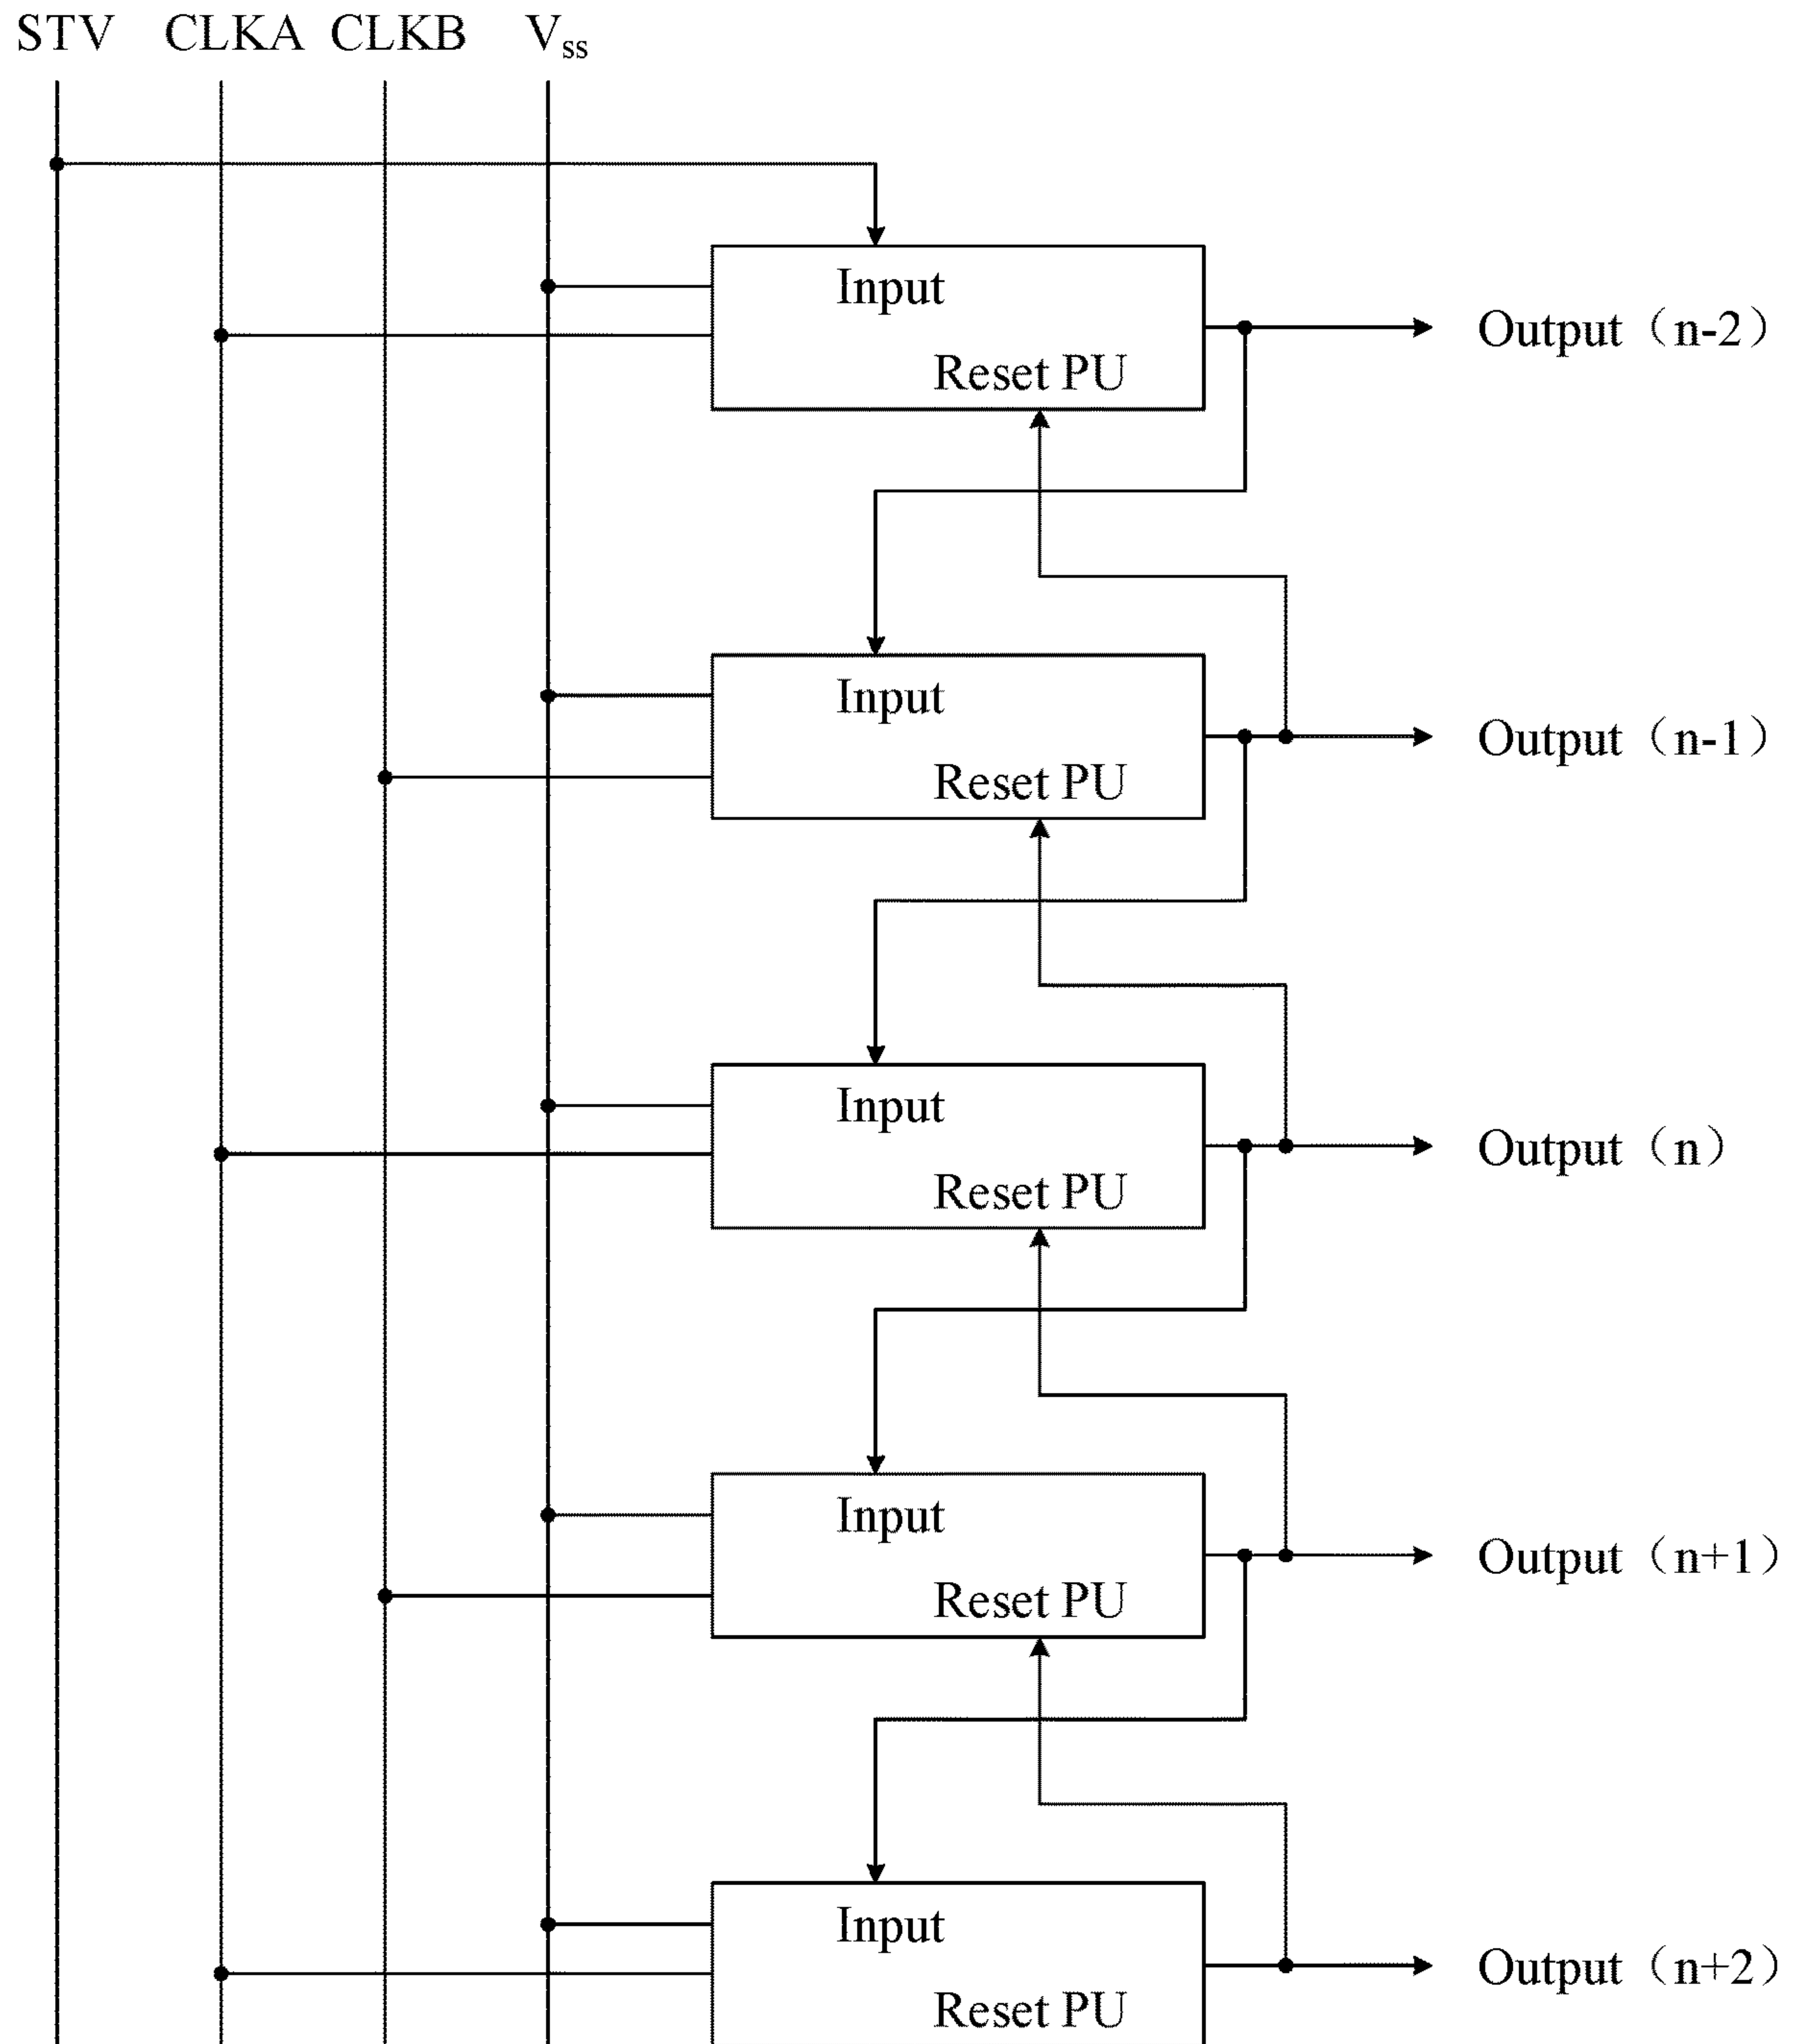 STV CLKA CLKB Vss
Input
Reset PU
Output（n-2）
Input
Reset PU
Output（n-1）
Input
Reset PU
Output（n）
Input
Reset PU
Output（n+1）
Input
Reset PU
Output（n+2）